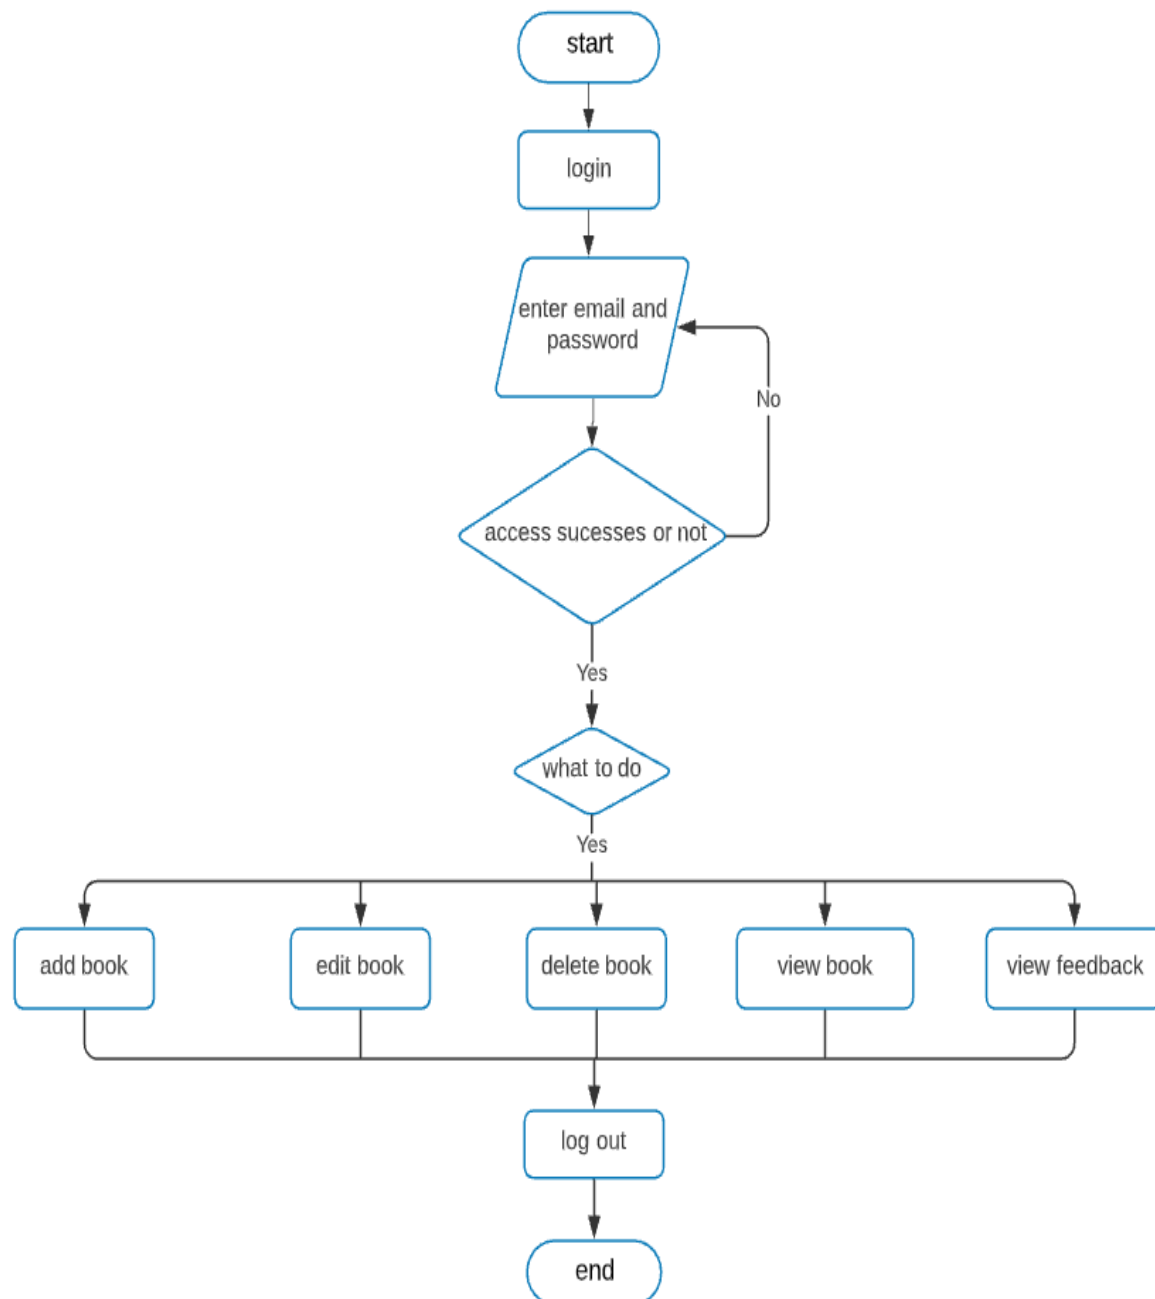 start
login
enter email and
password
No
access sucesses or not
Yes
what to do
Yes
add book
edit book
delete book
view book
view feedback
log out
end